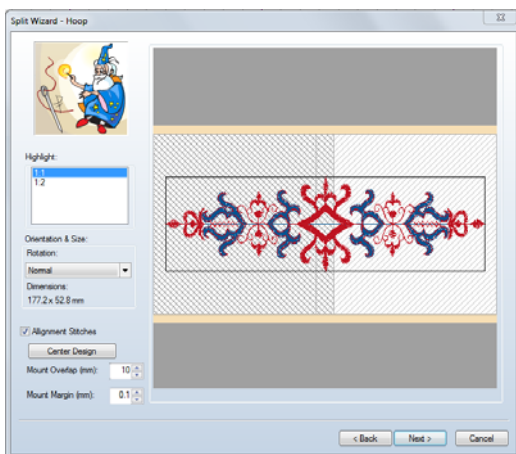 Split Wizard - Hoop
Highlight:
1:1
1:2
Orientation & Size:
Rotation:
Normal
Dimensions:
177.2 x 52.8 mm
Alignment Stitches
Center Design
Mount Overlap (mm): 10
Mount Margin (mm): 0.1
< Back Next > Cancel